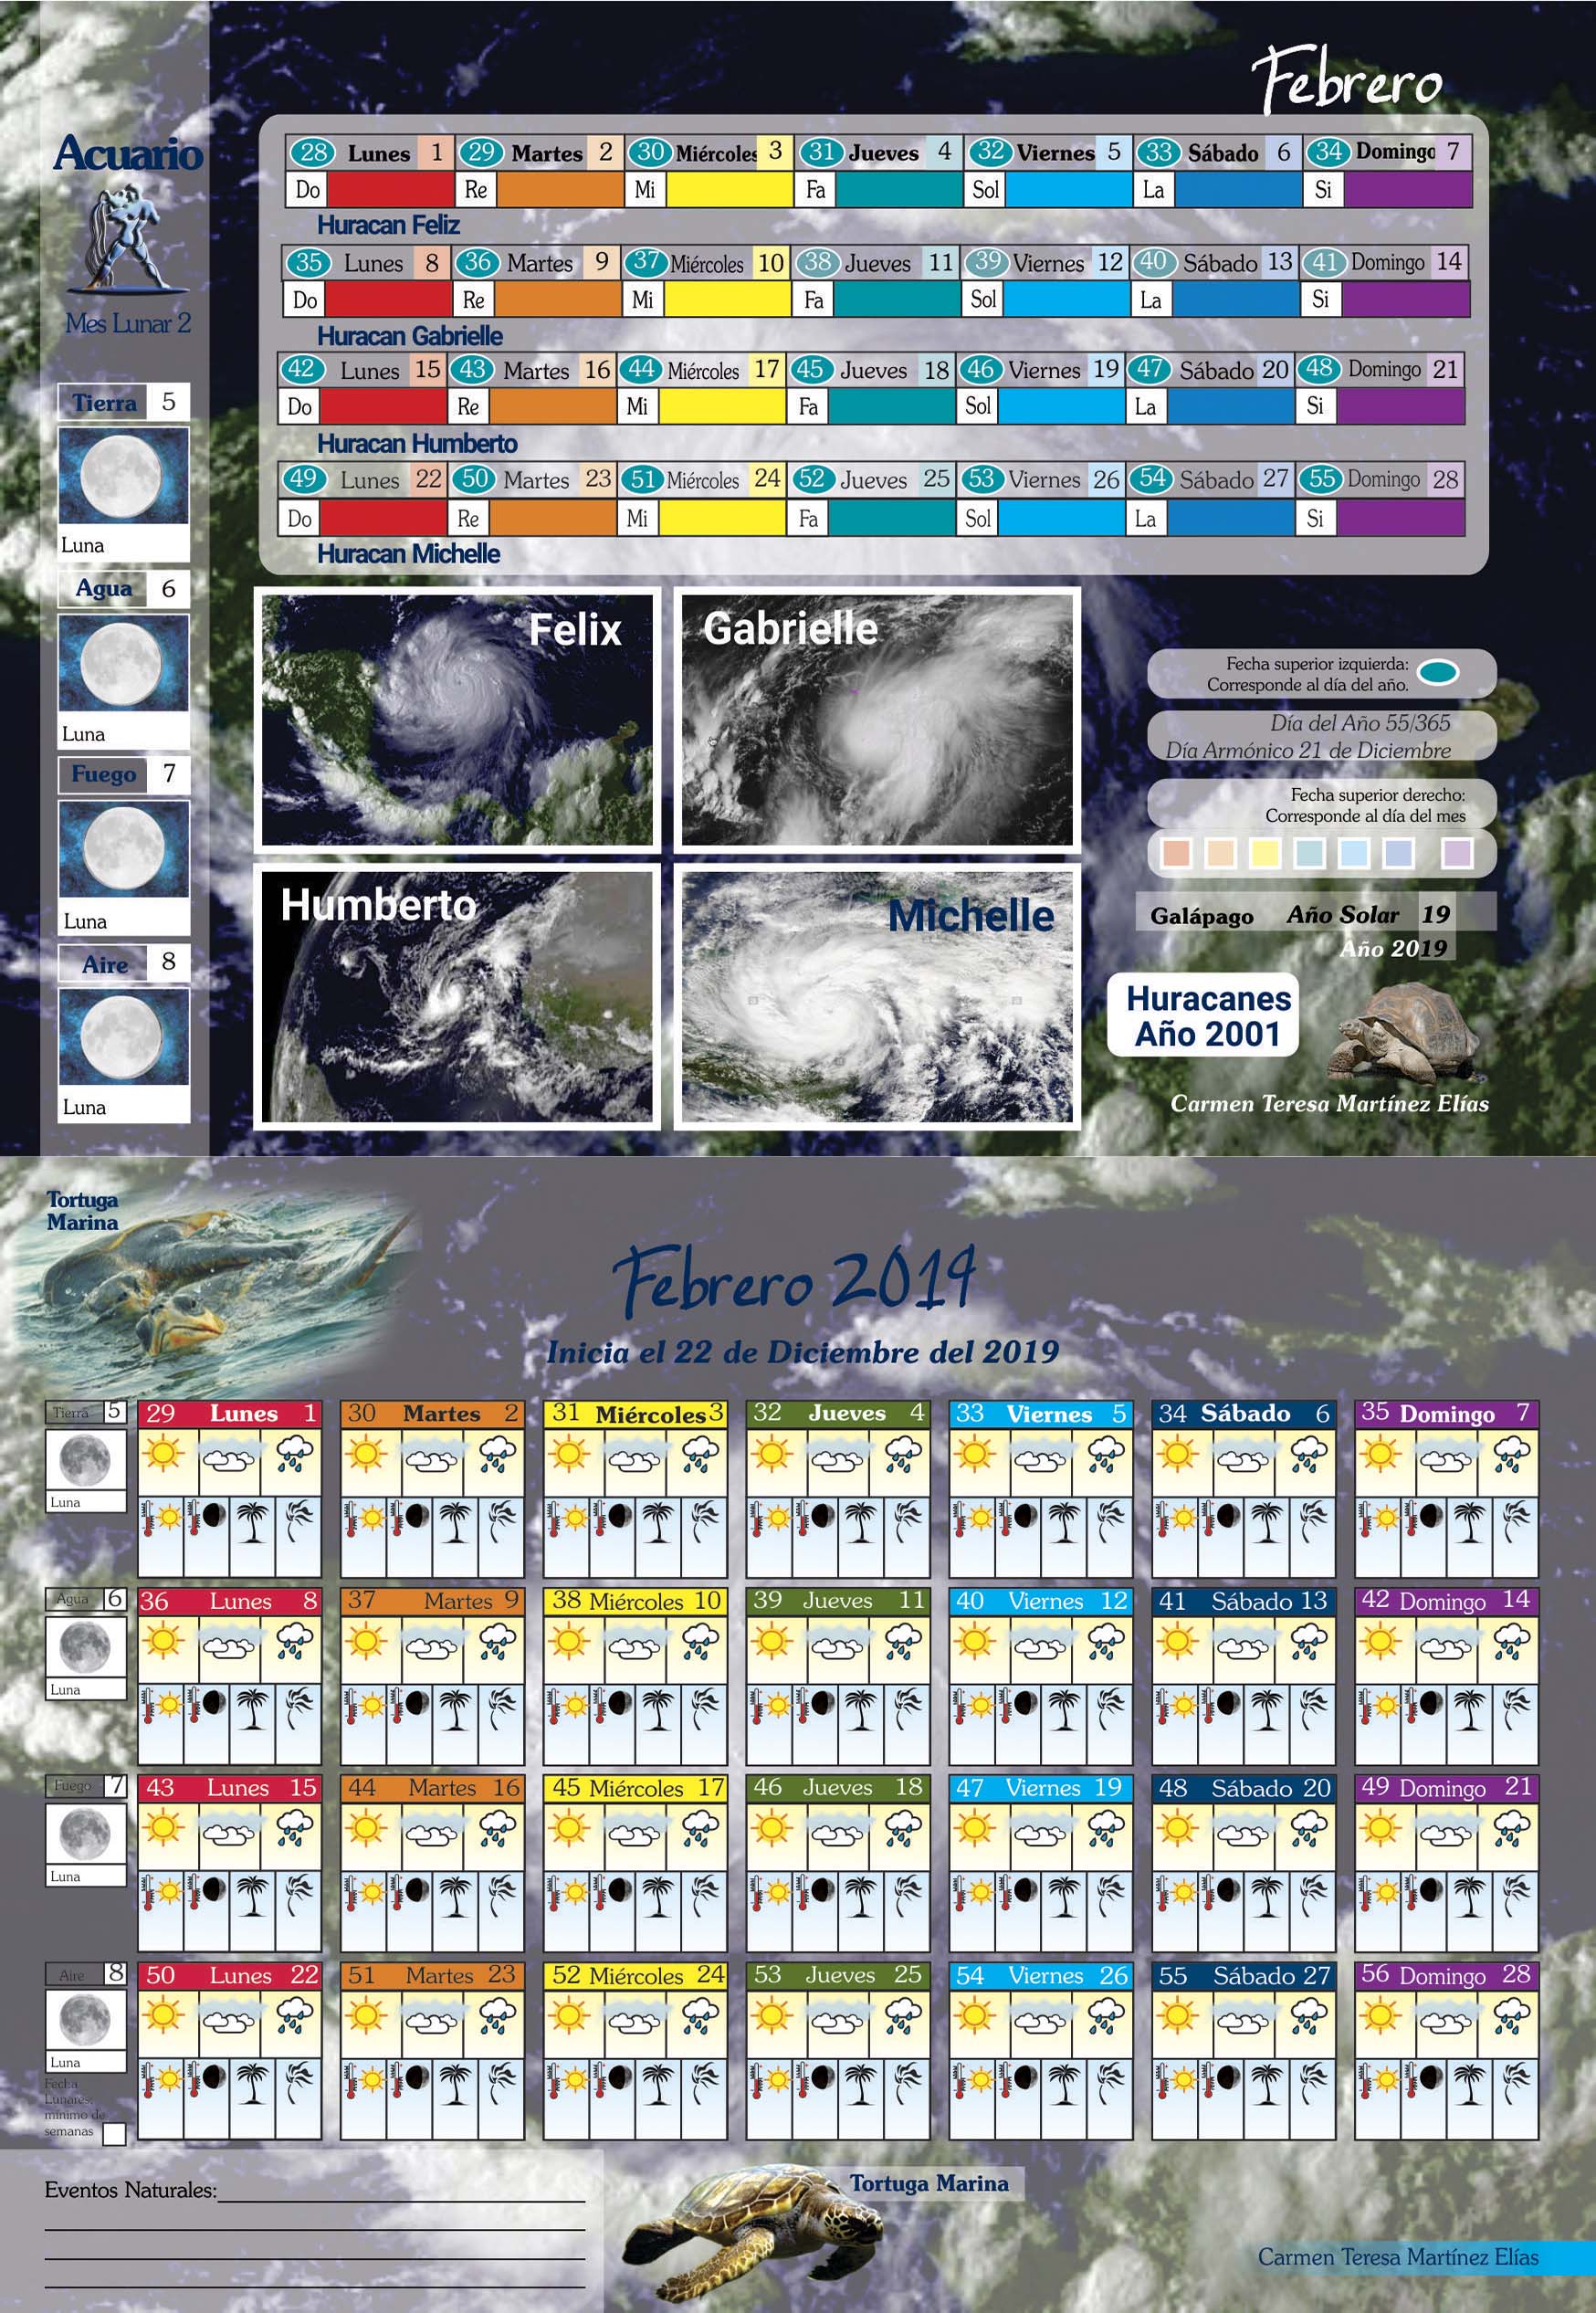 Febrero
Acuario
Mes Lunar 2
28 Lunes 1 29 Martes 2 30 Miércoles 3 31 Jueves 4 32 Viernes 5 33 Sábado 6 34 Domingo 7
Do Re Mi Fa Sol La Si
Huracan Feliz
35 Lunes 8 36 Martes 9 37 Miércoles 10 38 Jueves 11 39 Viernes 12 40 Sábado 13 41 Domingo 14
Do Re Mi Fa Sol La Si
Huracan Gabrielle
42 Lunes 15 43 Martes 16 44 Miércoles 17 45 Jueves 18 46 Viernes 19 47 Sábado 20 48 Domingo 21
Do Re Mi Fa Sol La Si
Huracan Humberto
49 Lunes 22 50 Martes 23 51 Miércoles 24 52 Jueves 25 53 Viernes 26 54 Sábado 27 55 Domingo 28
Do Re Mi Fa Sol La Si
Huracan Michelle
Tierra 5
Luna
Agua 6
Luna
Fuego 7
Luna
Aire 8
Luna
Felix
Gabrielle
Humberto
Michelle
Fecha superior izquierda:
Corresponde al día del año.
Día del Año 55/365
Día Armónico 21 de Diciembre
Fecha superior derecho:
Corresponde al día del mes
Galápago Año Solar 19
Año 2019
Huracanes
Año 2001
Carmen Teresa Martínez Elías
Tortuga
Marina
Febrero 2019
Inicia el 22 de Diciembre del 2019
Tierra 5 29 Lunes 1 30 Martes 2 31 Miércoles 3 32 Jueves 4 33 Viernes 5 34 Sábado 6 35 Domingo 7
Luna
Agua 6 36 Lunes 8 37 Martes 9 38 Miércoles 10 39 Jueves 11 40 Viernes 12 41 Sábado 13 42 Domingo 14
Luna
Fuego 7 43 Lunes 15 44 Martes 16 45 Miércoles 17 46 Jueves 18 47 Viernes 19 48 Sábado 20 49 Domingo 21
Luna
Aire 8 50 Lunes 22 51 Martes 23 52 Miércoles 24 53 Jueves 25 54 Viernes 26 55 Sábado 27 56 Domingo 28
Luna
Fecha
Lunares:
mínimo de
semanas
Eventos Naturales:
Tortuga Marina
Carmen Teresa Martínez Elías